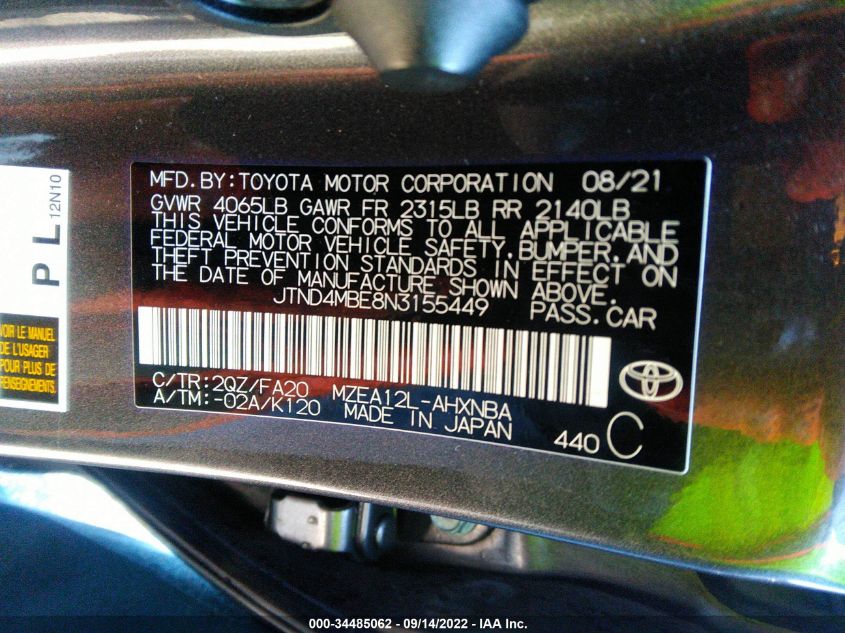 MFD.BY:TOYOTA MOTOR CORPORATION 08/21
GVWR 4065LB GAWR FR 2315LB RR 2140LB
THIS VEHICLE CONFORMS TO ALL APPLICABLE
FEDERAL MOTOR VEHICLE SAFETY,BUMPER,AND
THEFT PREVENTION STANDARDS IN EFFECT ON
THE DATE OF MANUFACTURE SHOWN ABOVE.
JTND4MBE8N3155449 PASS.CAR
C/TR:2QZ/FA20 MZEA12L-AHXNBA
A/TM:-02A/K120 MADE IN JAPAN 440 C
PL
12N10
VOIR LE MANUEL
DE L'USAGER
POUR PLUS DE
RENSEIGNEMENTS.
000-34485062 - 09/14/2022 - IAA Inc.